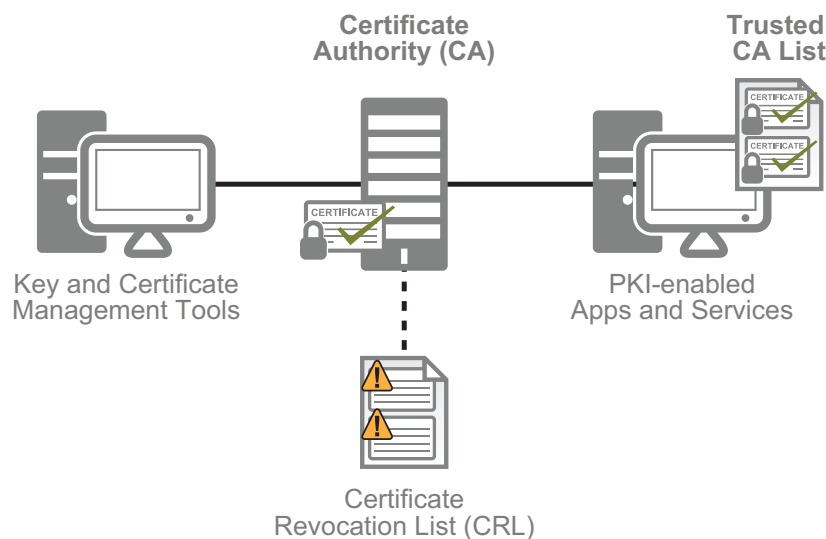 Certificate
Authority (CA)
Trusted
CA List
CERTIFICATE
CERTIFICATE
CERTIFICATE
Key and Certificate
Management Tools
PKI-enabled
Apps and Services
Certificate
Revocation List (CRL)